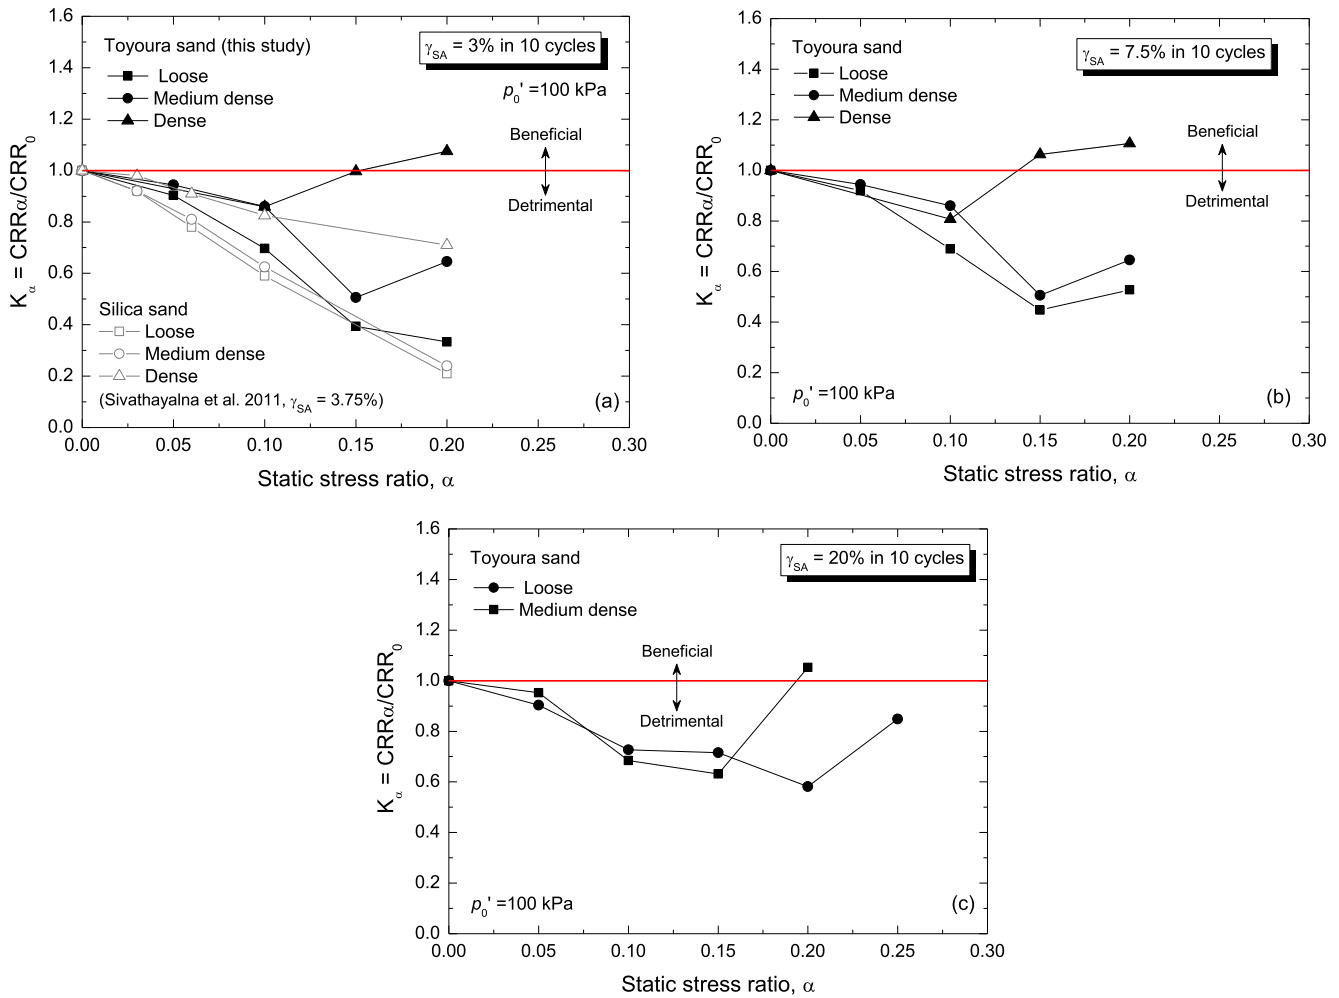 1.6
1.4
1.2
1.0
0.8
0.6
0.4
0.2
0.0
Kα = CRRα/CRR0
Toyoura sand (this study)
Loose
Medium dense
Dense
γSA = 3% in 10 cycles
p0' =100 kPa
Beneficial
Detrimental
Silica sand
Loose
Medium dense
Dense
(Sivathayalna et al. 2011, γSA = 3.75%)
(a)
0.00 0.05 0.10 0.15 0.20 0.25 0.30
Static stress ratio, α
1.6
1.4
1.2
1.0
0.8
0.6
0.4
0.2
0.0
Kα = CRRα/CRR0
Toyoura sand
Loose
Medium dense
Dense
γSA = 7.5% in 10 cycles
Beneficial
Detrimental
p0' =100 kPa
(b)
0.00 0.05 0.10 0.15 0.20 0.25 0.30
Static stress ratio, α
1.6
1.4
1.2
1.0
0.8
0.6
0.4
0.2
0.0
Kα = CRRα/CRR0
Toyoura sand
Loose
Medium dense
γSA = 20% in 10 cycles
Beneficial
Detrimental
p0' =100 kPa
(c)
0.00 0.05 0.10 0.15 0.20 0.25 0.30
Static stress ratio, α